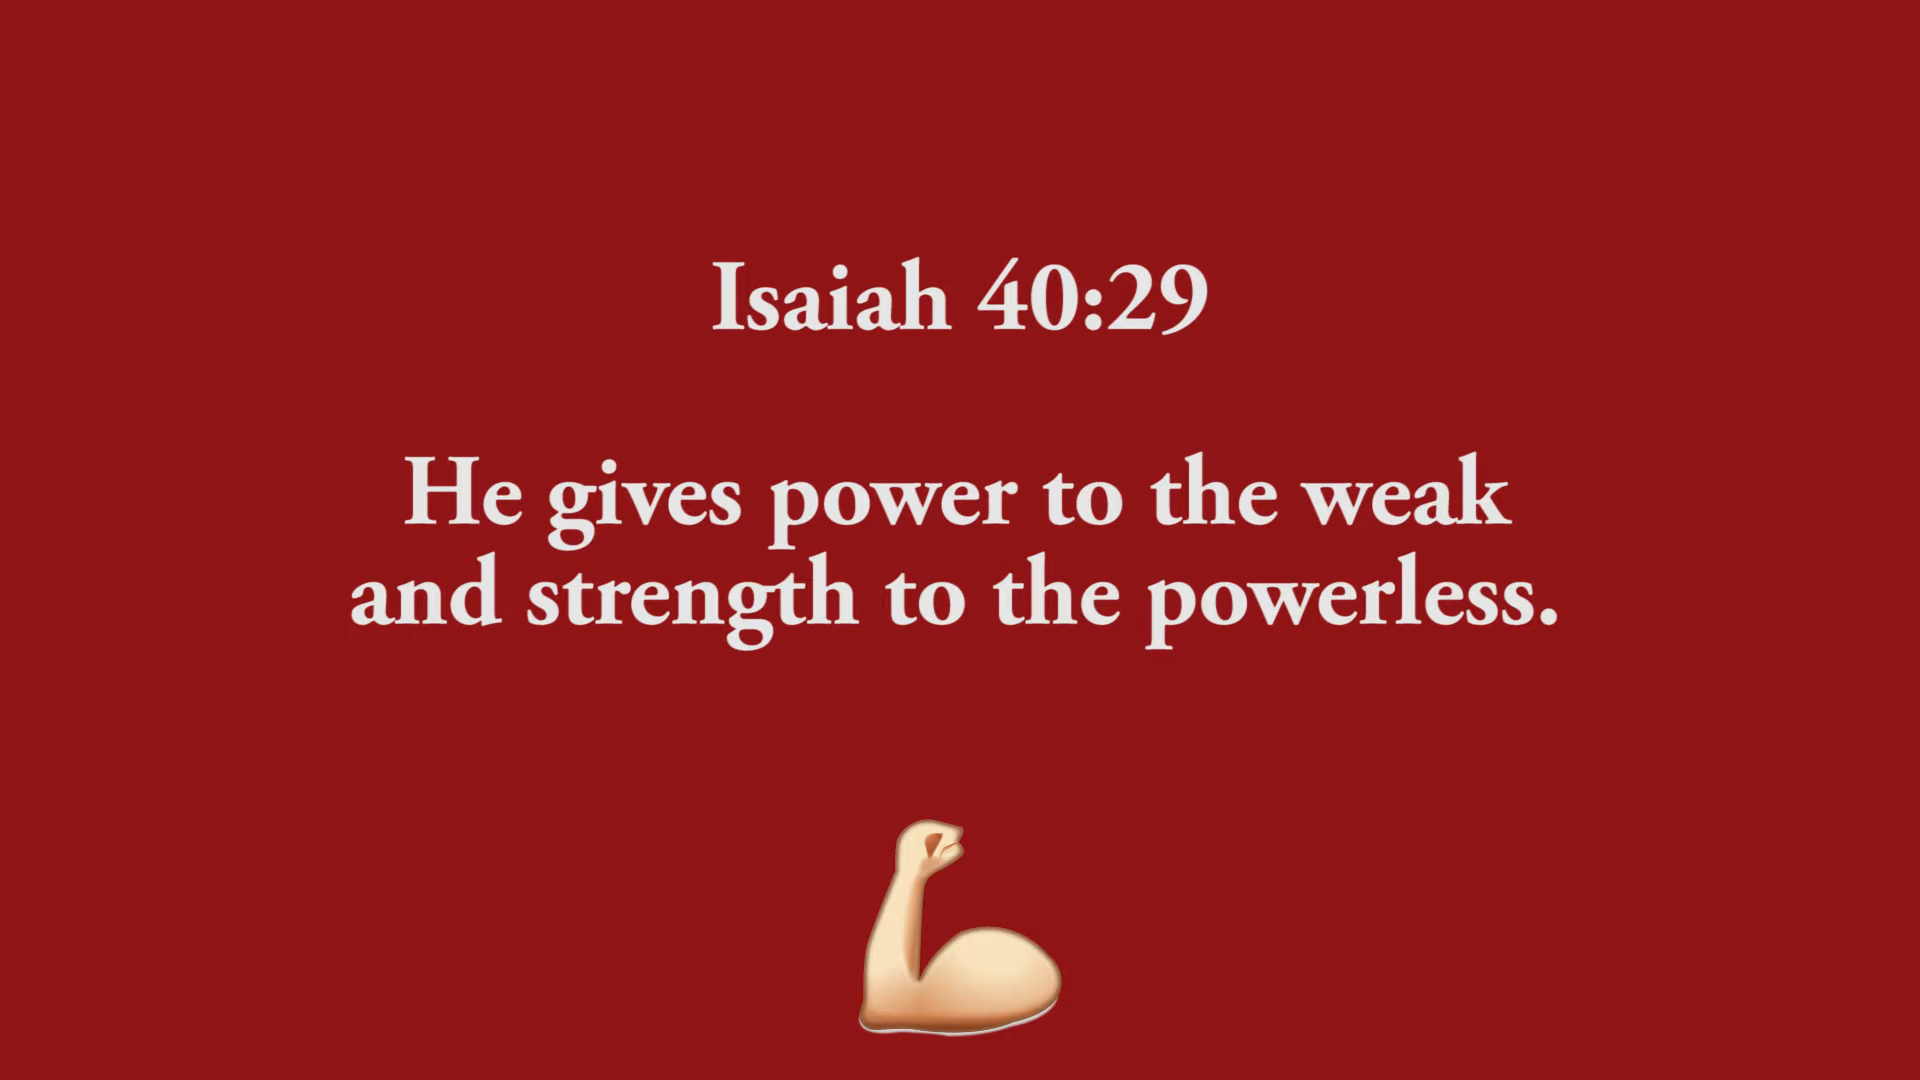 Isaiah 40:29
He gives power to the weak
and strength to the powerless.